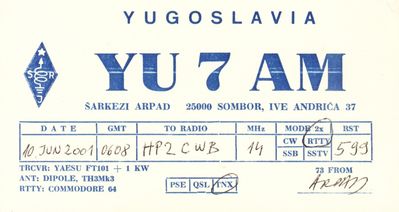 YUGOSLAVIA
SRJ
YU 7 AM
ŠARKEZI ARPAD 25000 SOMBOR, IVE ANDRIĆA 37
DATE GMT TO RADIO MHz MODE 2x RST
CW RTTY
10 JUN 2001 0608 HP2CWB 14 599
SSB SSTV
TRCVR: YAESU FT101 + 1 KW 73 FROM
ANT: DIPOLE, TH3Mk3
RTTY: COMMODORE 64
PSE QSL TNX